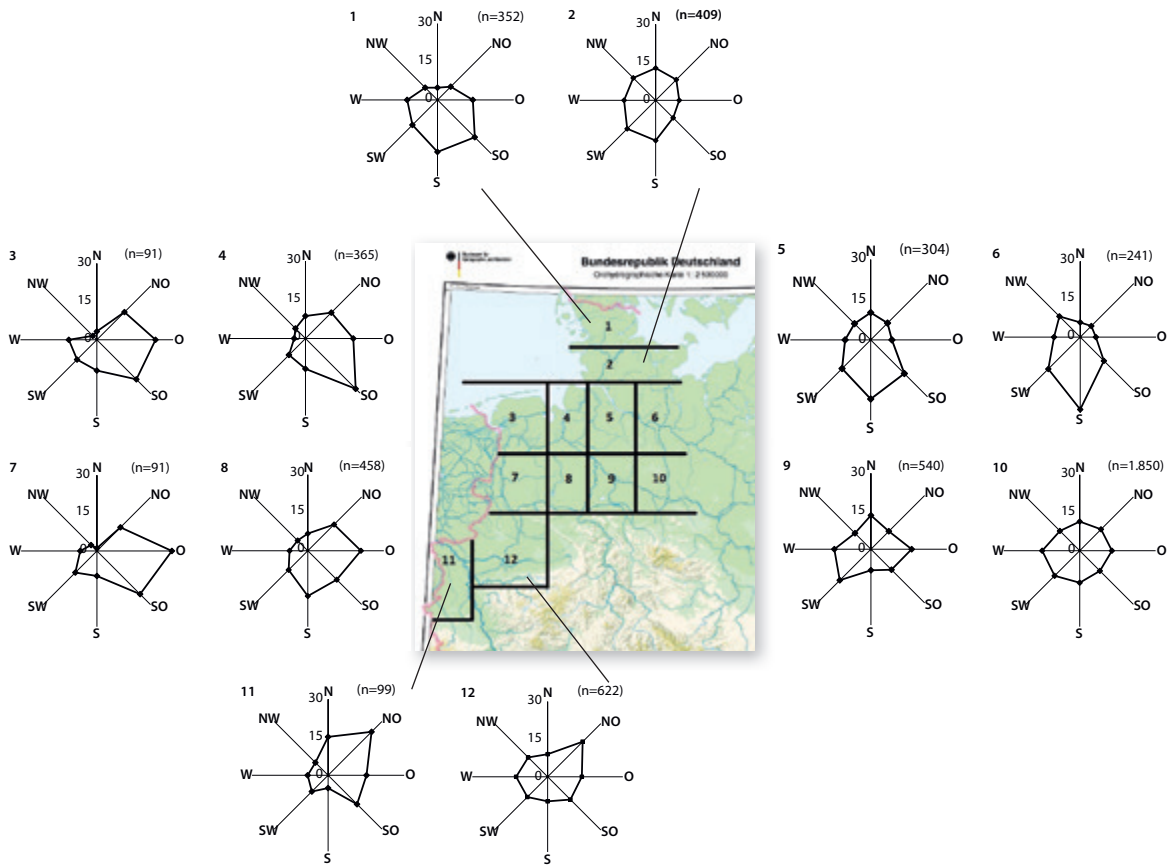 1
(n=352)
30 N
NW
NO
15
W
0
O
SW
SO
S
2
(n=409)
30 N
NW
NO
15
W
0
O
SW
SO
S
3
(n=91)
30 N
NW
NO
15
W
0
O
SW
SO
S
4
(n=365)
30 N
NW
NO
15
W
0
O
SW
SO
S
Bundesrepublik Deutschland
1
2
3 4 5 6
7 8 9 10
11 12
5
(n=304)
30 N
NW
NO
15
W
0
O
SW
SO
S
6
(n=241)
30 N
NW
NO
15
W
0
O
SW
SO
S
7
(n=91)
30 N
NW
NO
15
W
0
O
SW
SO
S
8
(n=458)
30 N
NW
NO
15
W
0
O
SW
SO
S
9
(n=540)
30 N
NW
NO
15
W
0
O
SW
SO
S
10
(n=1.850)
30 N
NW
NO
15
W
0
O
SW
SO
S
11
(n=99)
30 N
NW
NO
15
W
0
O
SW
SO
S
12
(n=622)
30 N
NW
NO
15
W
0
O
SW
SO
S